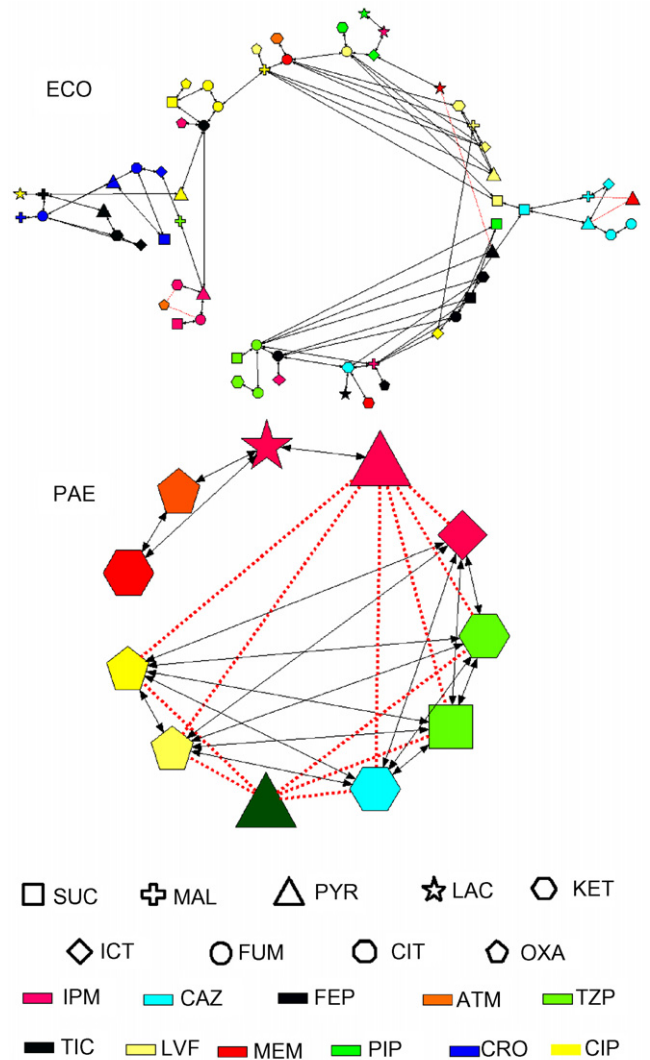 ECO
PAE
SUC MAL PYR LAC KET
ICT FUM CIT OXA
IPM CAZ FEP ATM TZP
TIC LVF MEM PIP CRO CIP